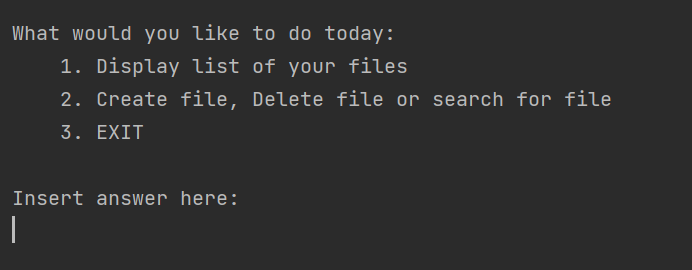 What would you like to do today:
1. Display list of your files
2. Create file, Delete file or search for file
3. EXIT
Insert answer here: